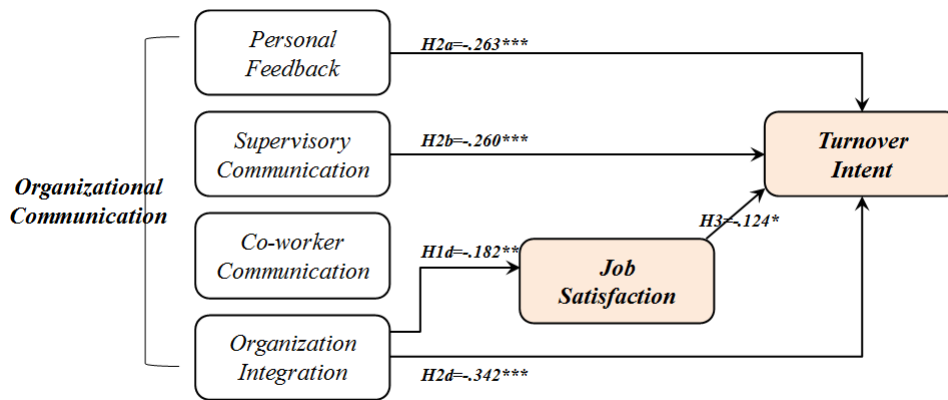 Personal
Feedback
H2a=-.263***
Supervisory
Communication
H2b=-.260***
Turnover
Intent
Organizational
Communication
H3=-.124*
Co-worker
Communication
H1d=-.182**
Job
Satisfaction
Organization
Integration
H2d=-.342***